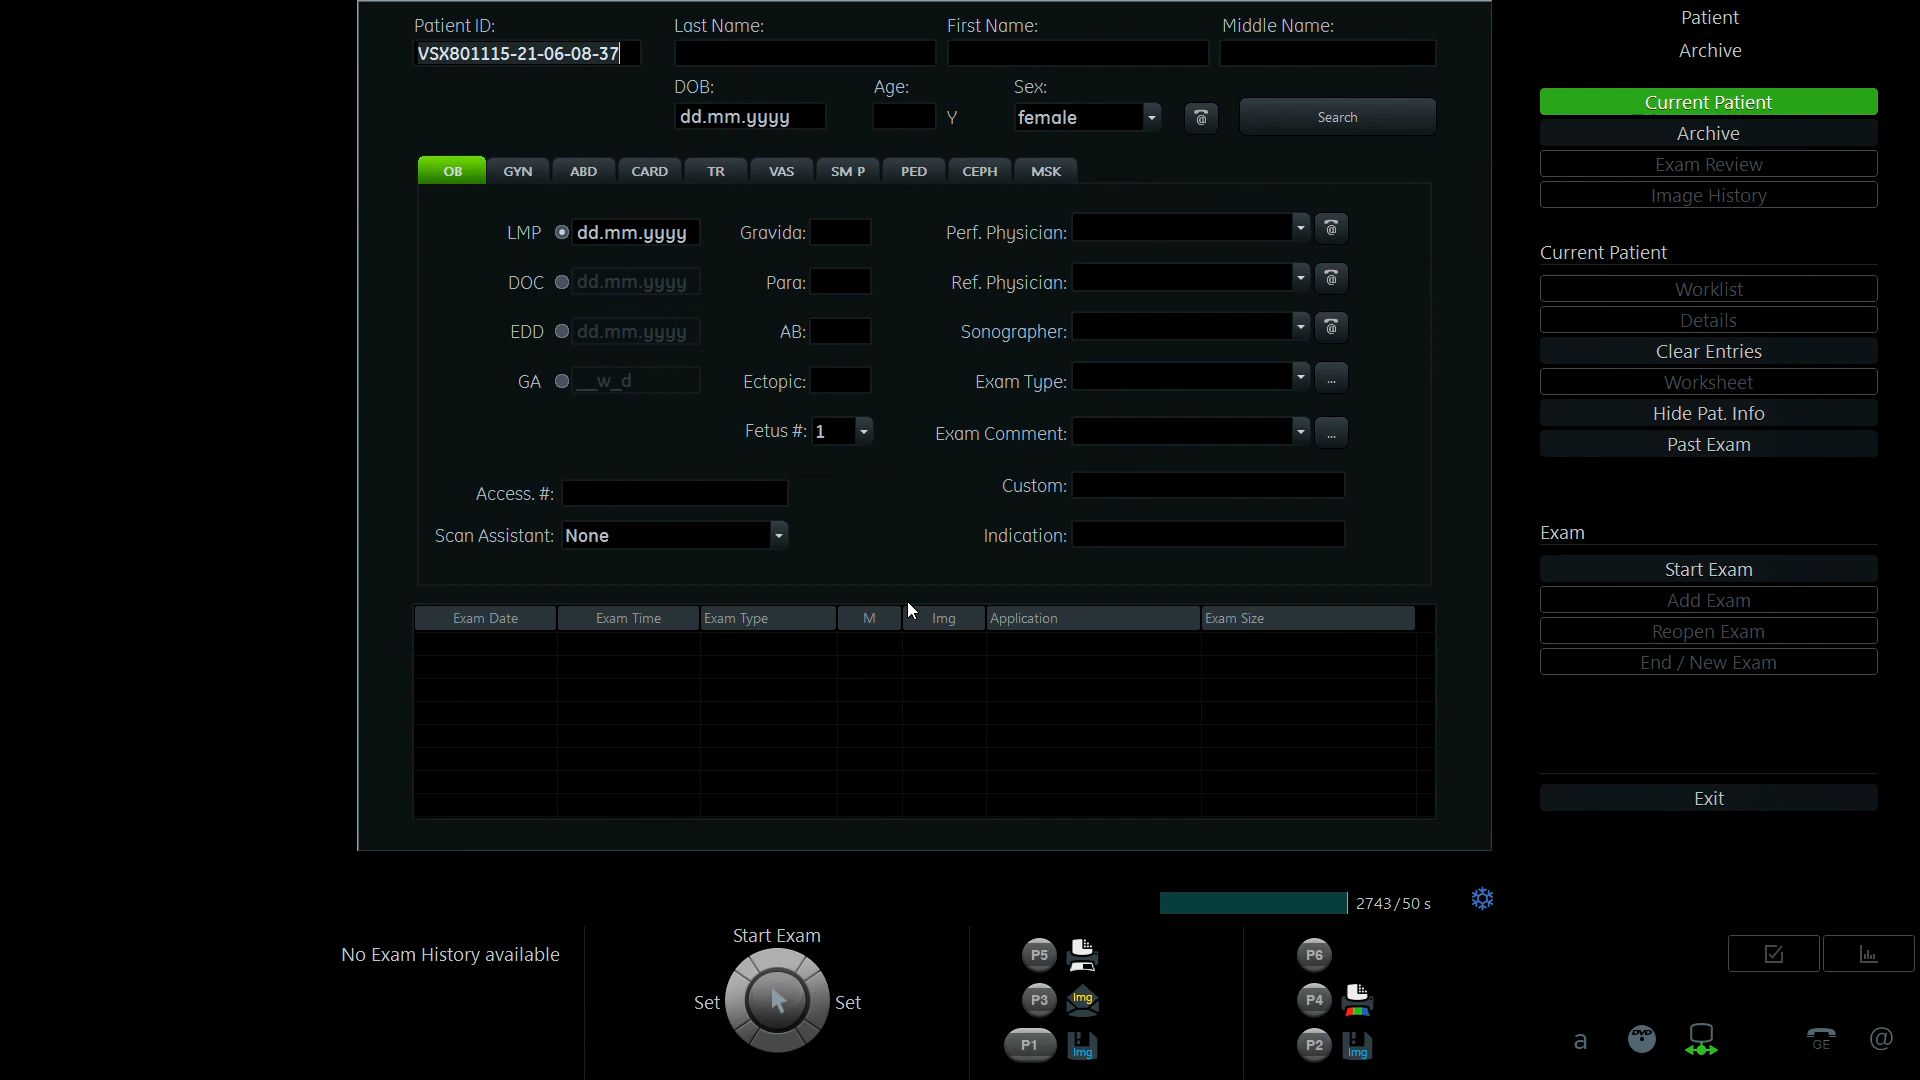 Patient ID: Last Name: First Name: Middle Name:
VSX801115-21-06-08-37
DOB: Age: Sex:
dd.mm.yyyy Y female @ Search
OB GYN ABD CARD TR VAS SM P PED CEPH MSK
LMP dd.mm.yyyy Gravida: Perf. Physician: @
DOC dd.mm.yyyy Para: Ref. Physician: @
EDD dd.mm.yyyy AB: Sonographer: @
GA __w_d Ectopic: Exam Type: ...
Fetus #: 1 Exam Comment: ...
Access. #: Custom:
Scan Assistant: None Indication:
Exam Date Exam Time Exam Type M Img Application Exam Size
2743/50 s
Patient
Archive
Current Patient
Archive
Exam Review
Image History
Current Patient
Worklist
Details
Clear Entries
Worksheet
Hide Pat. Info
Past Exam
Exam
Start Exam
Add Exam
Reopen Exam
End / New Exam
Exit
No Exam History available
Start Exam
Set Set
P5 P6
P3 Img P4
P1 Img P2 Img
a DVD GE @